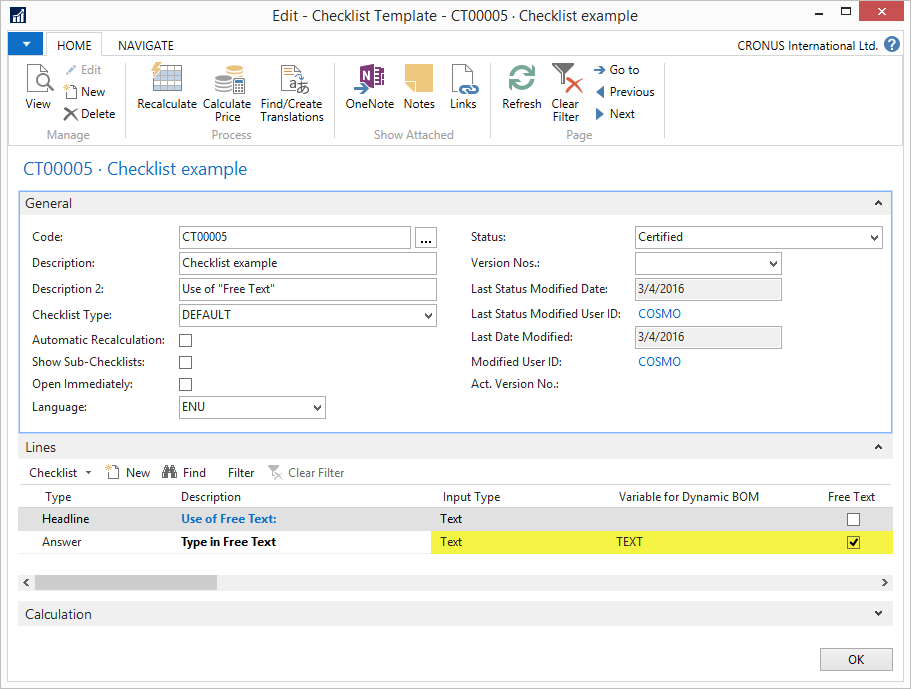 Edit - Checklist Template - CT00005 · Checklist example
HOME NAVIGATE CRONUS International Ltd. ?
View Edit New Delete
Manage
Recalculate Calculate Price Find/Create Translations
Process
OneNote Notes Links
Show Attached
Refresh Clear Filter Go to Previous Next
Page
CT00005 · Checklist example
General
Code: CT00005 ...
Description: Checklist example
Description 2: Use of "Free Text"
Checklist Type: DEFAULT
Automatic Recalculation:
Show Sub-Checklists:
Open Immediately:
Language: ENU
Status: Certified
Version Nos.:
Last Status Modified Date: 3/4/2016
Last Status Modified User ID: COSMO
Last Date Modified: 3/4/2016
Modified User ID: COSMO
Act. Version No.:
Lines
Checklist New Find Filter Clear Filter
Type Description Input Type Variable for Dynamic BOM Free Text
Headline Use of Free Text: Text
Answer Type in Free Text Text TEXT
Calculation
OK